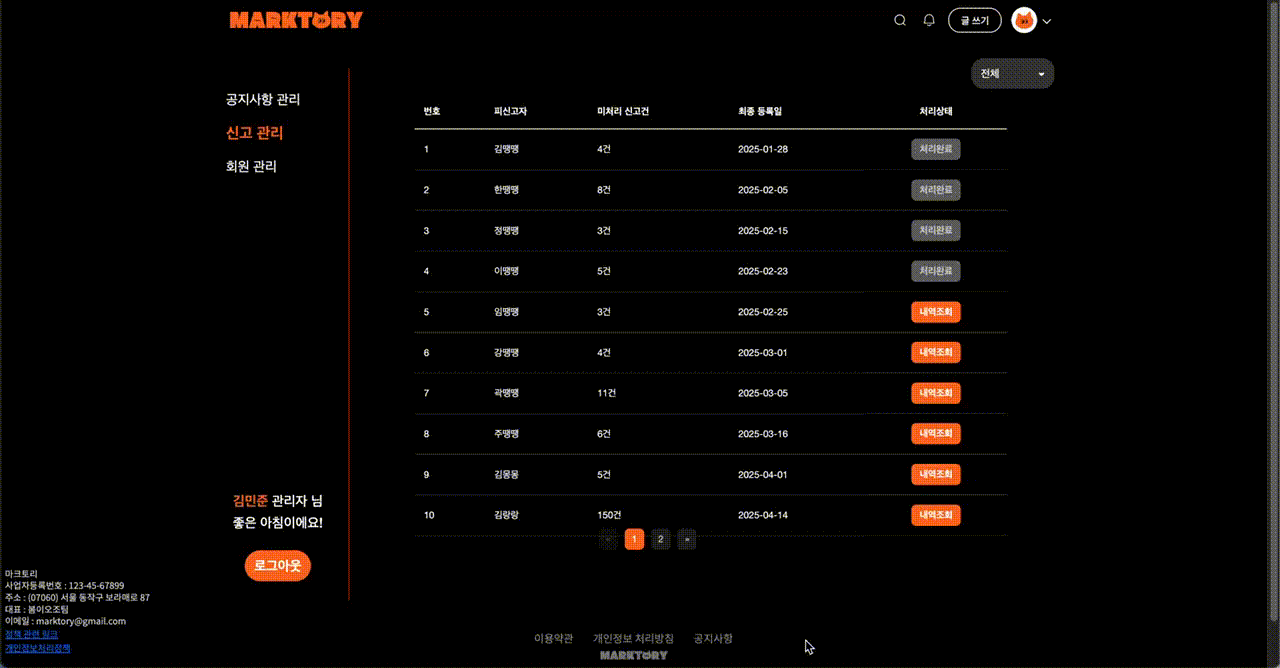 MARKTORY
글 쓰기
전체
공지사항 관리
신고 관리
회원 관리
번호 피신고자 미처리 신고건 최종 등록일 처리상태
1 김땡땡 4건 2025-01-28 처리완료
2 한땡땡 8건 2025-02-05 처리완료
3 정땡땡 3건 2025-02-15 처리완료
4 이땡땡 5건 2025-02-23 처리완료
5 임땡땡 3건 2025-02-25 내역조회
6 강땡땡 4건 2025-03-01 내역조회
7 곽땡땡 11건 2025-03-05 내역조회
8 주땡땡 6건 2025-03-16 내역조회
9 김몽몽 5건 2025-04-01 내역조회
10 김랑랑 150건 2025-04-14 내역조회
« 1 2 »
김민준 관리자 님
좋은 아침이에요!
로그아웃
마크토리
사업자등록번호 : 123-45-67899
주소 : (07060) 서울 동작구 보라매로 87
대표 : 봄이오조팀
이메일 : marktory@gmail.com
정책 관련 링크
개인정보처리정책
이용약관 개인정보 처리방침 공지사항
MARKTORY